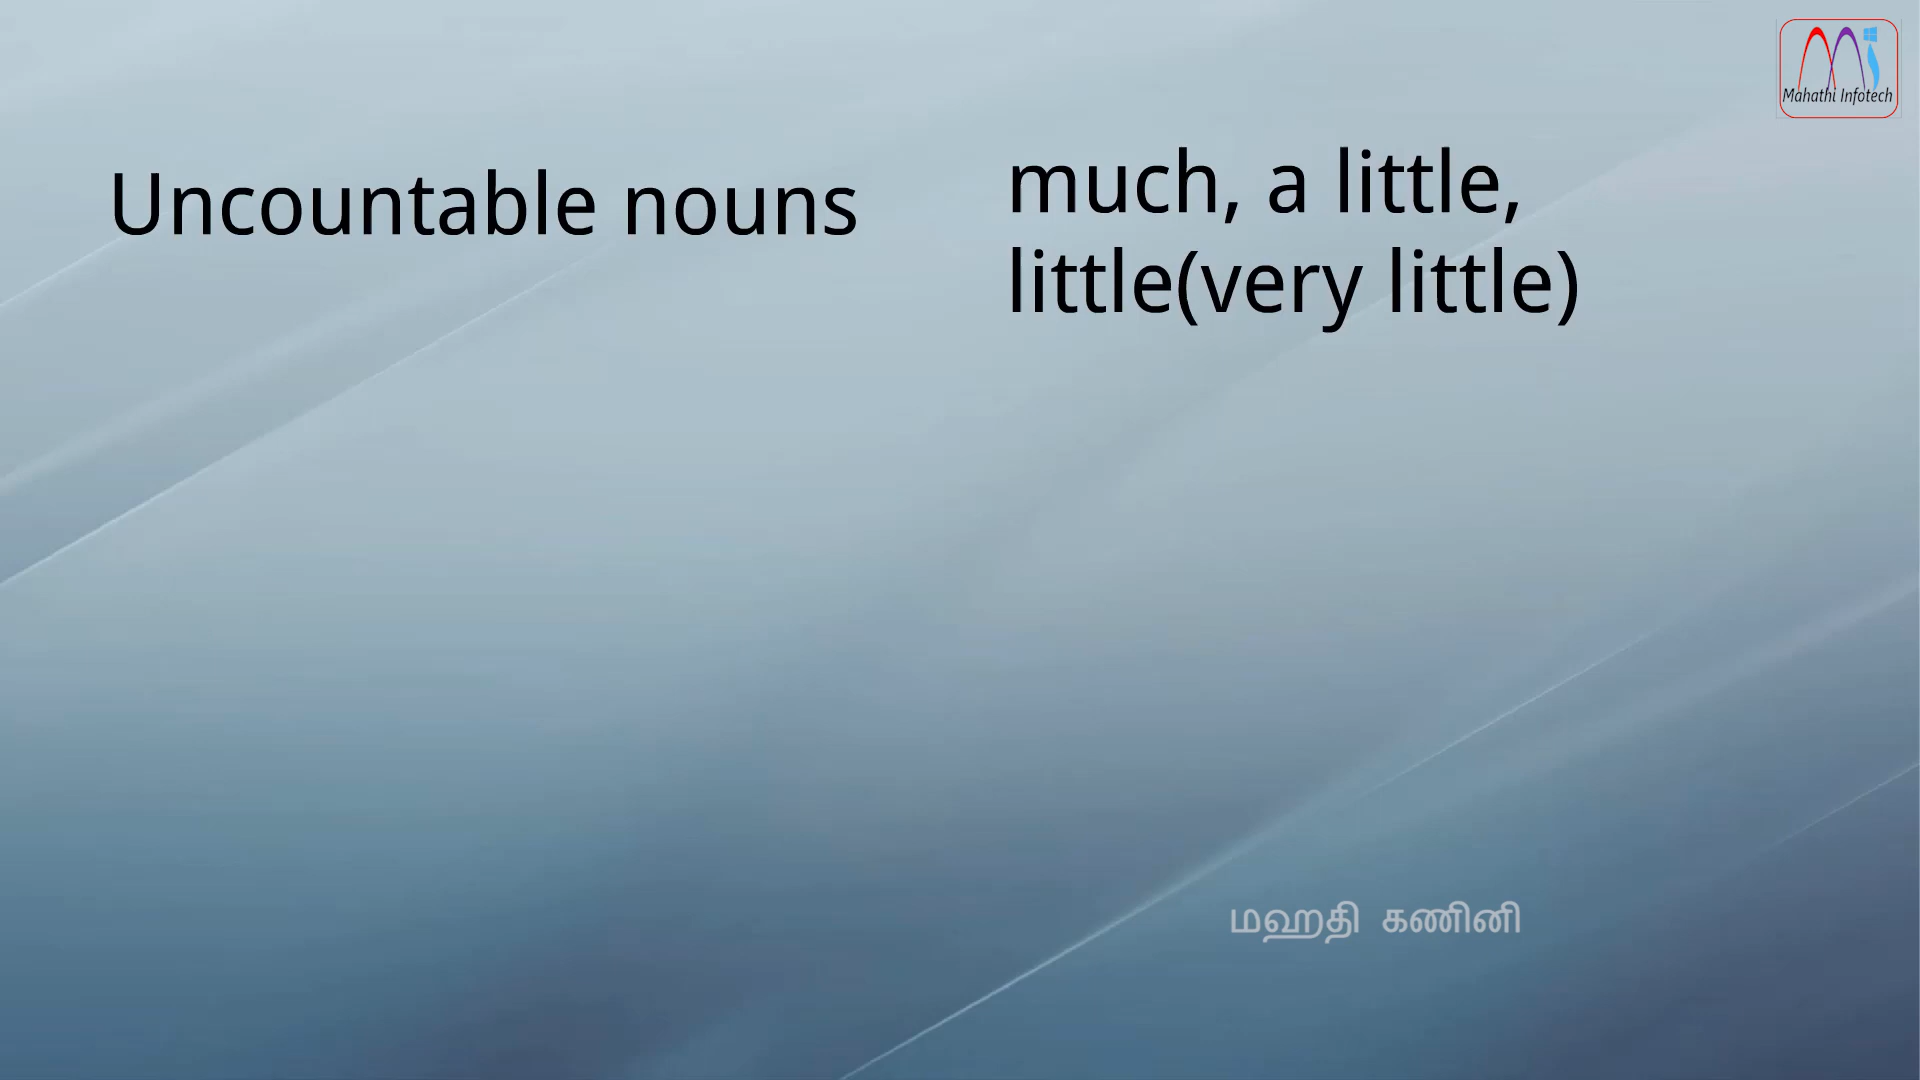 Mahathi Infotech
Uncountable nouns
much, a little,
little(very little)
மஹதி கணினி